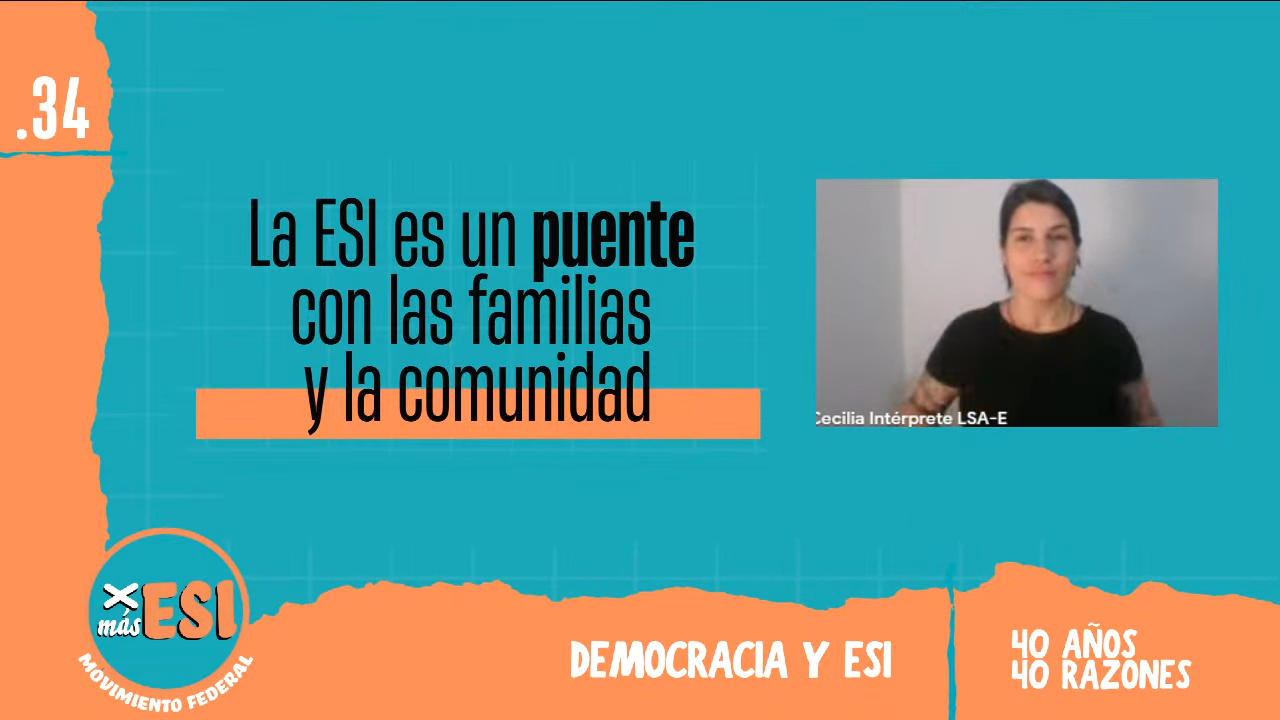 .34
La ESI es un puente
con las familias
y la comunidad
Cecilia Intérprete LSA-E
X
más ESI
MOVIMIENTO FEDERAL
DEMOCRACIA Y ESI
40 AÑOS
40 RAZONES